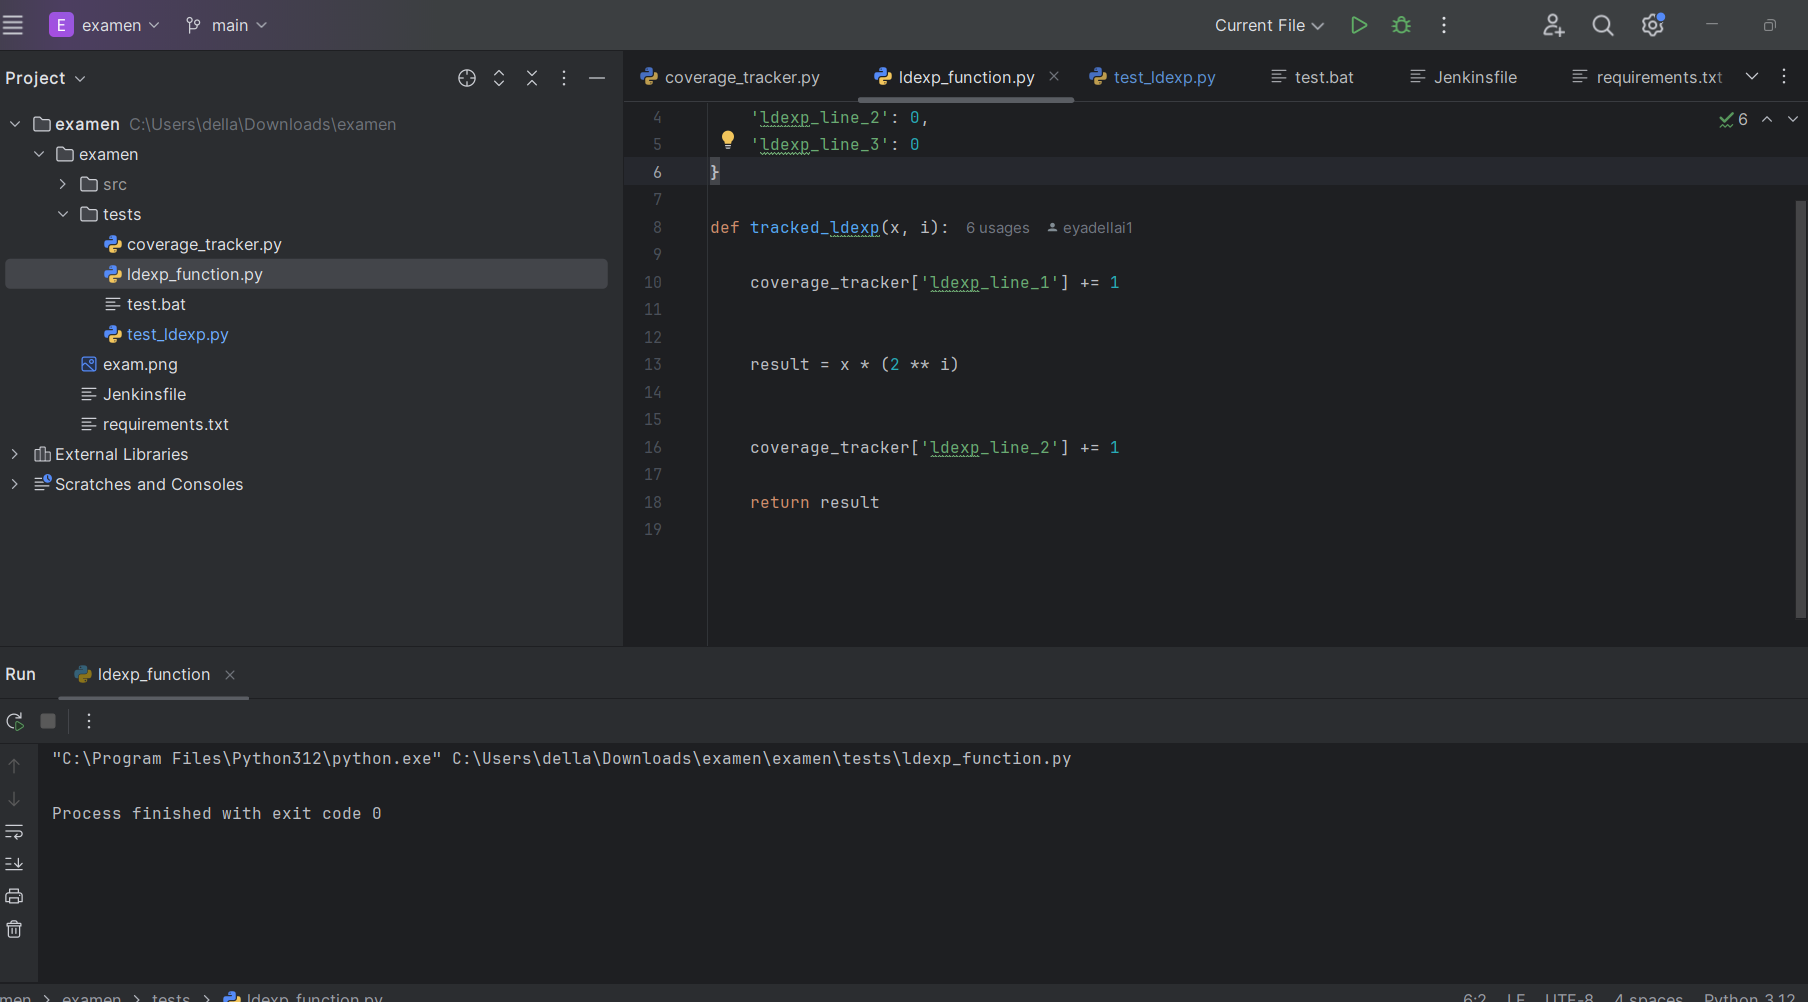 E examen main Current File
Project
coverage_tracker.py ldexp_function.py test_ldexp.py test.bat Jenkinsfile requirements.txt
examen C:\Users\della\Downloads\examen
examen
src
tests
coverage_tracker.py
ldexp_function.py
test.bat
test_ldexp.py
exam.png
Jenkinsfile
requirements.txt
External Libraries
Scratches and Consoles
4 'ldexp_line_2': 0,
5 'ldexp_line_3': 0
6 }
7
8 def tracked_ldexp(x, i): 6 usages eyadellai1
9
10 coverage_tracker['ldexp_line_1'] += 1
11
12
13 result = x * (2 ** i)
14
15
16 coverage_tracker['ldexp_line_2'] += 1
17
18 return result
19
6
Run ldexp_function
"C:\Program Files\Python312\python.exe" C:\Users\della\Downloads\examen\examen\tests\ldexp_function.py
Process finished with exit code 0
men > examen > tests > ldexp_function.py 6:2 LF UTF-8 4 spaces Python 3.12